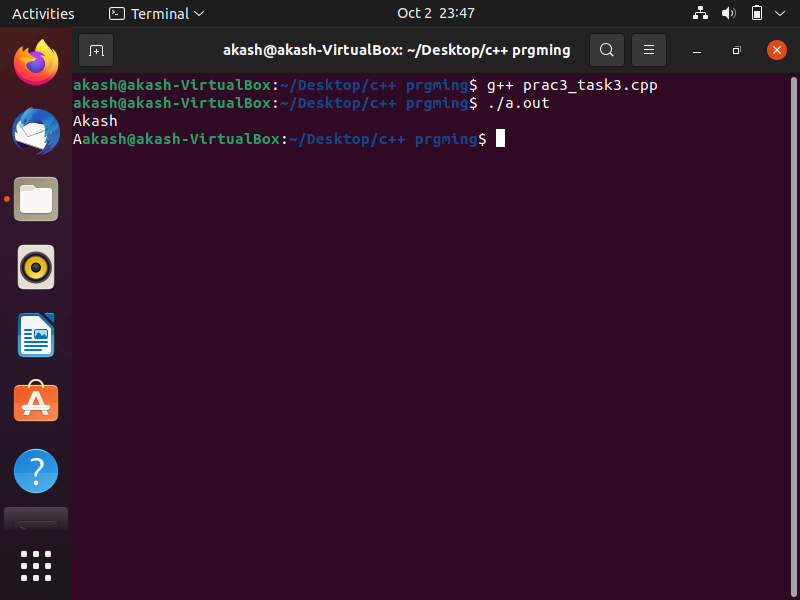 Activities
Terminal
Oct 2 23:47
akash@akash-VirtualBox: ~/Desktop/c++ prgming
akash@akash-VirtualBox:~/Desktop/c++ prgming$ g++ prac3_task3.cpp
akash@akash-VirtualBox:~/Desktop/c++ prgming$ ./a.out
Akash
Aakash@akash-VirtualBox:~/Desktop/c++ prgming$